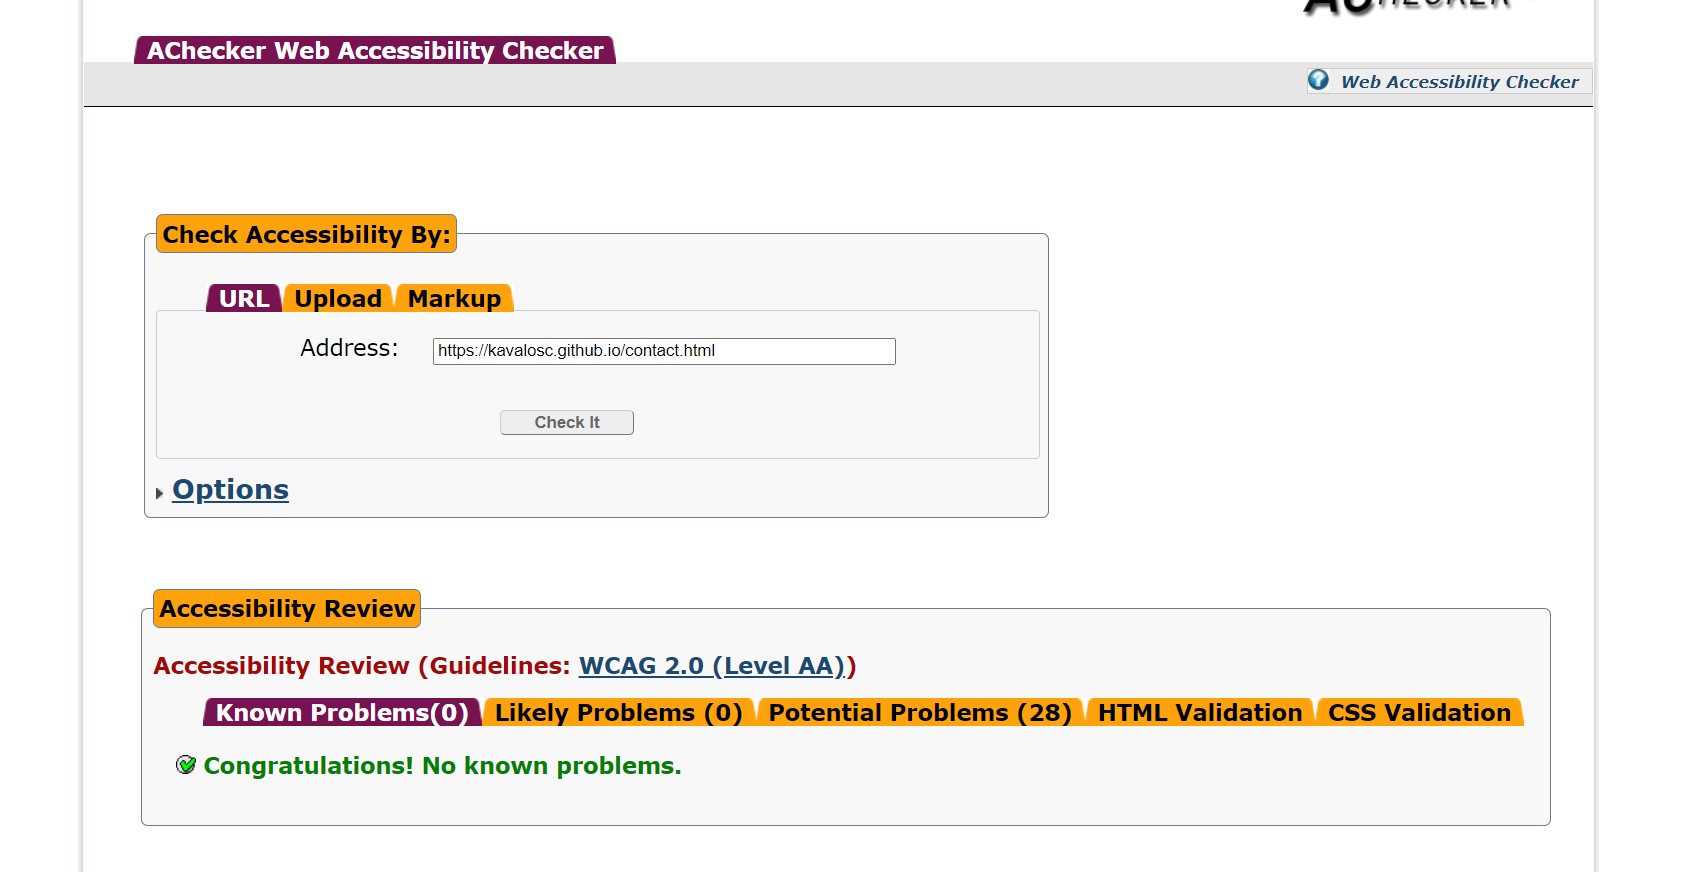 ACHECKER
AChecker Web Accessibility Checker
Web Accessibility Checker
Check Accessibility By:
URL Upload Markup
Address: https://kavalosc.github.io/contact.html
Check It
Options
Accessibility Review
Accessibility Review (Guidelines: WCAG 2.0 (Level AA))
Known Problems(0) Likely Problems (0) Potential Problems (28) HTML Validation CSS Validation
Congratulations! No known problems.